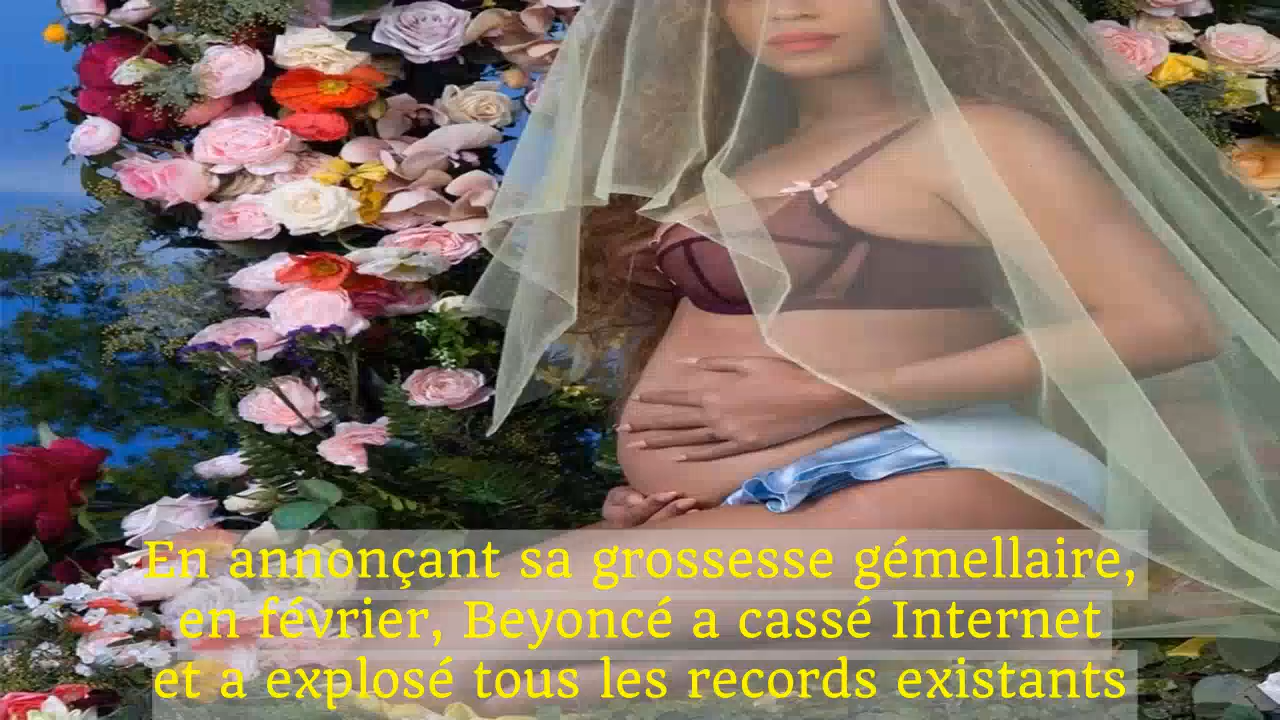 En annonçant sa grossesse gémellaire,
en février, Beyoncé a cassé Internet
et a explosé tous les records existants